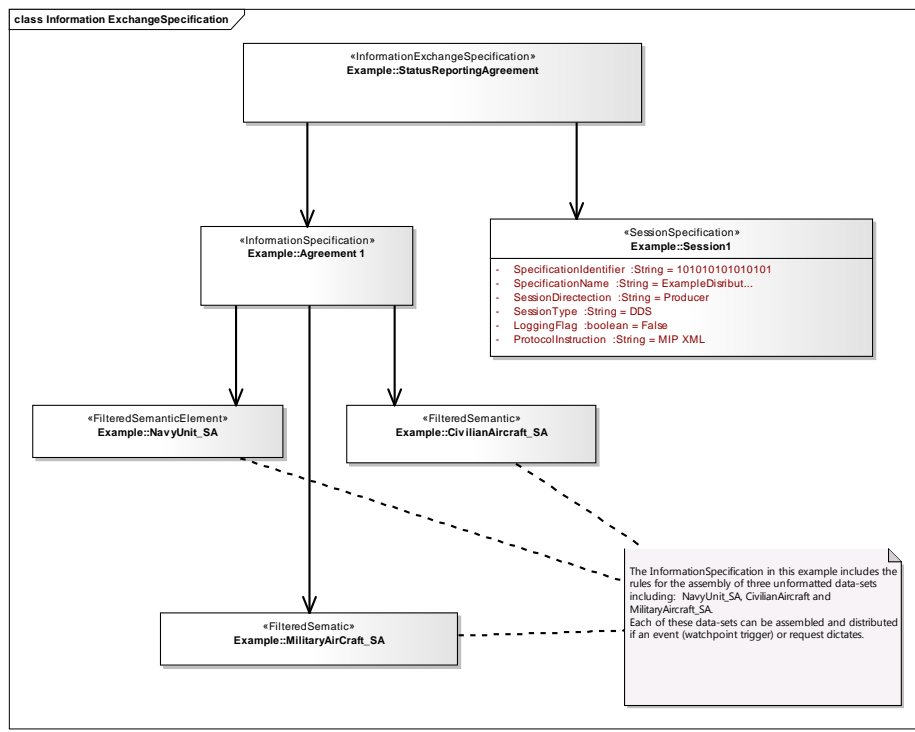 class Information ExchangeSpecification
«InformationExchangeSpecification»
Example::StatusReportingAgreement
«InformationSpecification»
Example::Agreement 1
«SessionSpecification»
Example::Session1
- SpecificationIdentifier :String = 101010101010101
- SpecificationName :String = ExampleDisribut...
- SessionDirectection :String = Producer
- SessionType :String = DDS
- LoggingFlag :boolean = False
- ProtocolInstruction :String = MIP XML
«FilteredSemanticElement»
Example::NavyUnit_SA
«FilteredSemantic»
Example::CivilianAircraft_SA
«FilteredSematic»
Example::MilitaryAirCraft_SA
The InformationSpecification in this example includes the
rules for the assembly of three unformatted data-sets
including: NavyUnit_SA, CivilianAircraft and
MilitaryAircraft_SA.
Each of these data-sets can be assembled and distributed
if an event (watchpoint trigger) or request dictates.